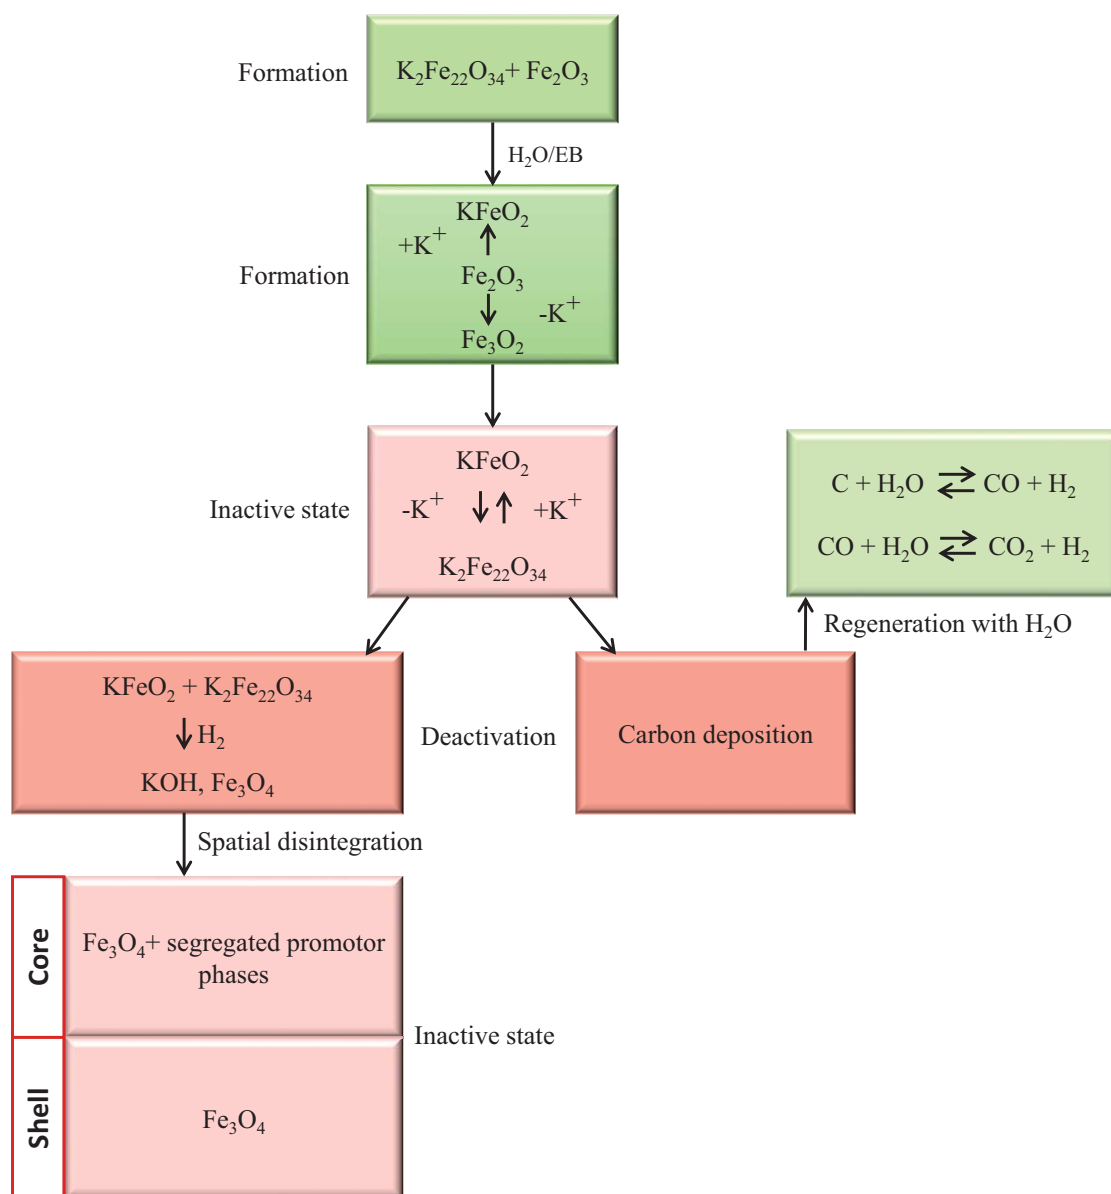 Formation
K₂Fe₂₂O₃₄+ Fe₂O₃
H₂O/EB
Formation
KFeO₂
+K⁺
Fe₂O₃
-K⁺
Fe₃O₂
Inactive state
KFeO₂
-K⁺ +K⁺
K₂Fe₂₂O₃₄
C + H₂O ⇄ CO + H₂
CO + H₂O ⇄ CO₂ + H₂
Regeneration with H₂O
KFeO₂ + K₂Fe₂₂O₃₄
H₂
KOH, Fe₃O₄
Deactivation
Carbon deposition
Spatial disintegration
Core
Fe₃O₄+ segregated promotor
phases
Inactive state
Shell
Fe₃O₄